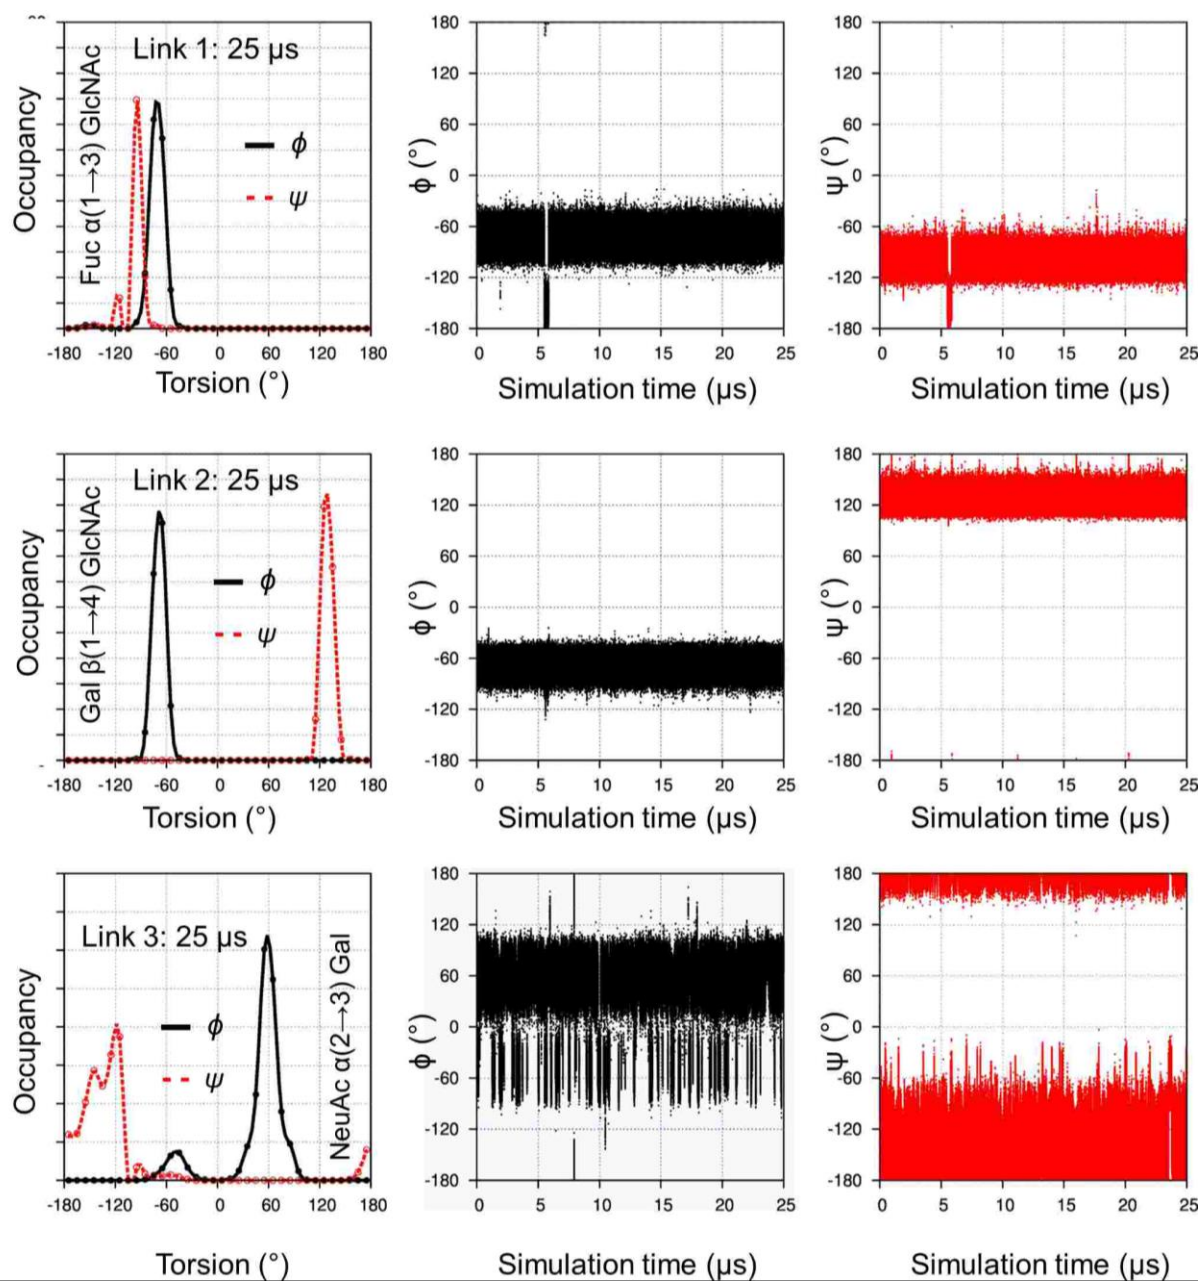 Link 1: 25 µs
Fuc α(1→3) GlcNAc
Occupancy
ϕ
ψ
-180 -120 -60 0 60 120 180
Torsion (°)
180
120
60
0
-60
-120
-180
ϕ (°)
0 5 10 15 20 25
Simulation time (µs)
180
120
60
0
-60
-120
-180
Ψ (°)
0 5 10 15 20 25
Simulation time (µs)
Link 2: 25 µs
Gal β(1→4) GlcNAc
Occupancy
ϕ
ψ
-180 -120 -60 0 60 120 180
Torsion (°)
180
120
60
0
-60
-120
-180
ϕ (°)
0 5 10 15 20 25
Simulation time (µs)
180
120
60
0
-60
-120
-180
Ψ (°)
0 5 10 15 20 25
Simulation time (µs)
Link 3: 25 µs
NeuAc α(2→3) Gal
Occupancy
ϕ
ψ
-180 -120 -60 0 60 120 180
Torsion (°)
180
120
60
0
-60
-120
-180
ϕ (°)
0 5 10 15 20 25
Simulation time (µs)
180
120
60
0
-60
-120
-180
Ψ (°)
0 5 10 15 20 25
Simulation time (µs)